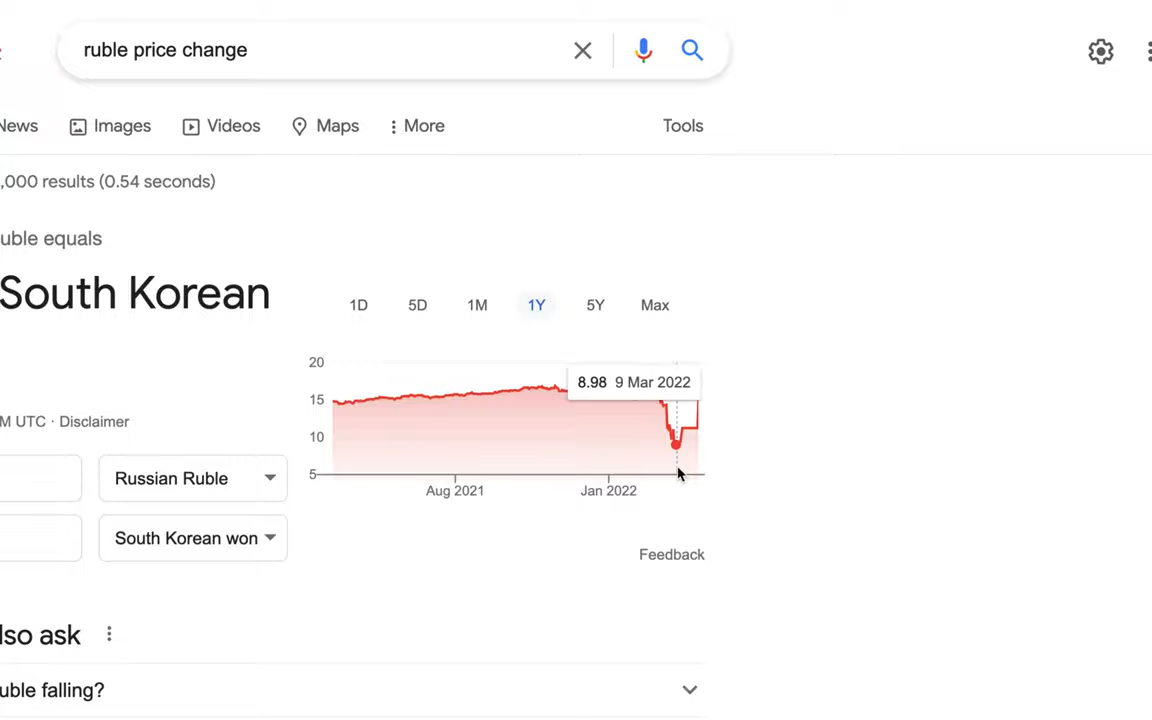 ruble price change
News Images Videos Maps More Tools
,000 results (0.54 seconds)
uble equals
South Korean
1D 5D 1M 1Y 5Y Max
20
8.98 9 Mar 2022
15
M UTC · Disclaimer
10
5
Russian Ruble
Aug 2021 Jan 2022
South Korean won
Feedback
lso ask
uble falling?